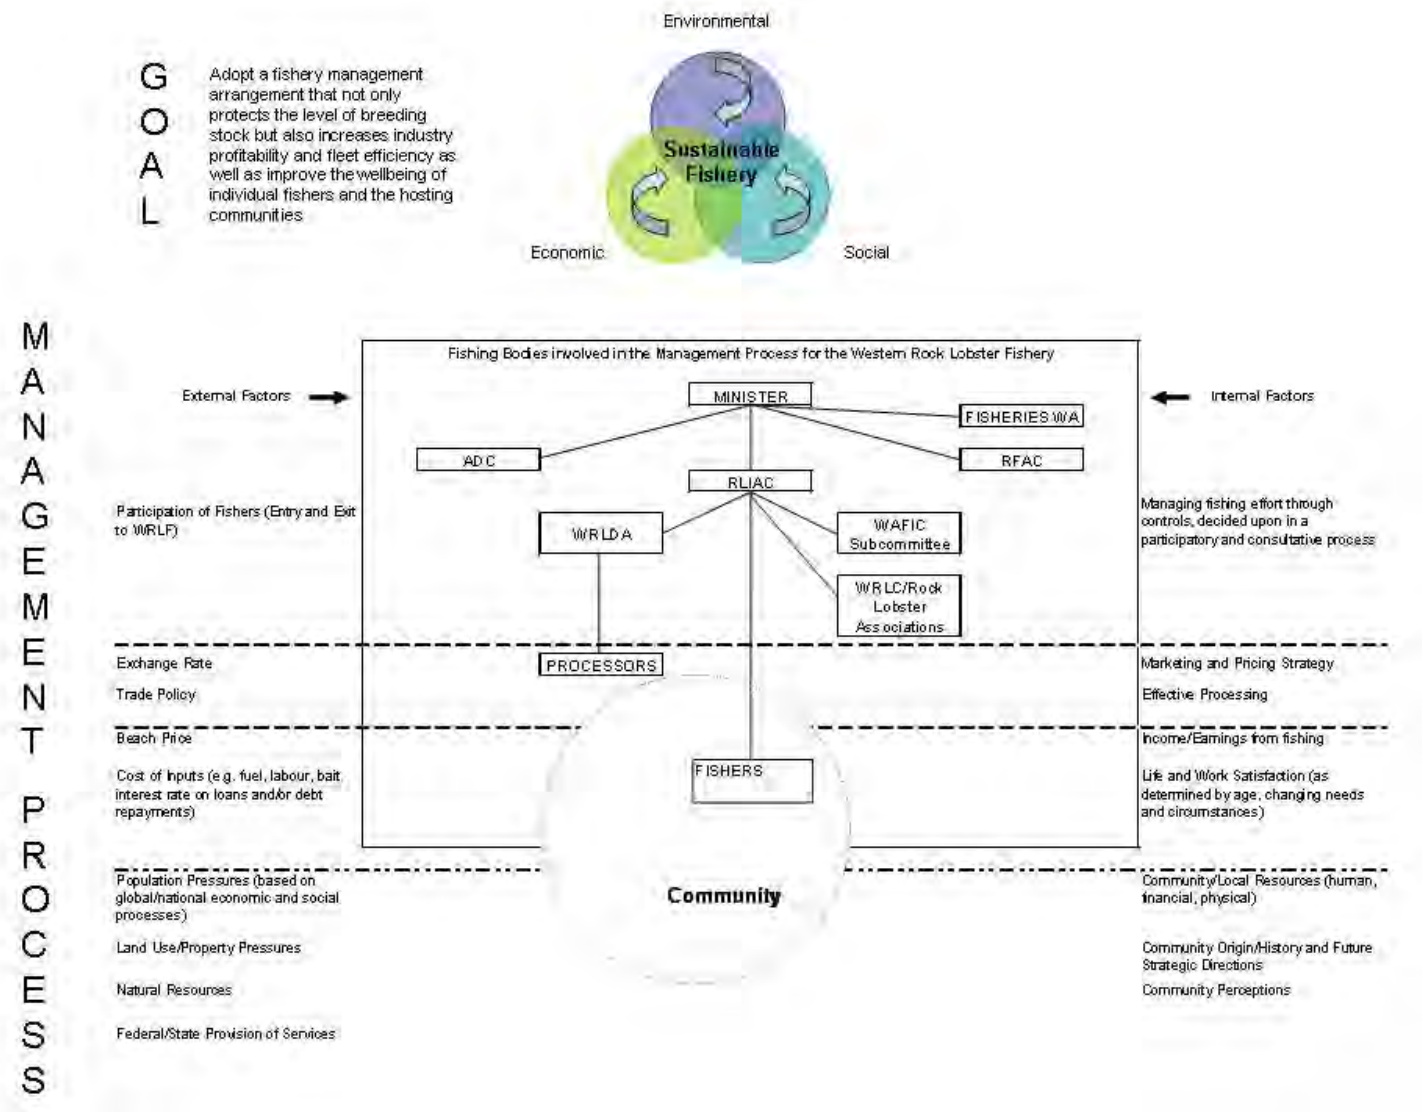 Environmental
G
O
A
L
Adopt a fishery management
arrangement that not only
protects the level of breeding
stock but also increases industry
profitability and fleet efficiency as
well as improve the wellbeing of
individual fishers and the hosting
communities
Sustainable
Fishery
Economic
Social
M
A
N
A
G
E
M
E
N
T
P
R
O
C
E
S
S
Fishing Bodies involved in the Management Process for the Western Rock Lobster Fishery
External Factors
Internal Factors
MINISTER
FISHERIES WA
ADC
RFAC
RLIAC
Participation of Fishers (Entry and Exit
to WRLF)
WRLDA
WAFIC
Subcommittee
WRLC/Rock
Lobster
Associations
Managing fishing effort through
controls, decided upon in a
participatory and consultative process
Exchange Rate
PROCESSORS
Marketing and Pricing Strategy
Trade Policy
Effective Processing
Beach Price
Income/Earnings from fishing
FISHERS
Cost of Inputs (e.g. fuel, labour, bait
interest rate on loans and/or debt
repayments)
Life and Work Satisfaction (as
determined by age, changing needs
and circumstances)
Population Pressures (based on
global/national economic and social
processes)
Community
Community/Local Resources (human,
financial, physical)
Land Use/Property Pressures
Community Origin/History and Future
Strategic Directions
Natural Resources
Community Perceptions
Federal/State Provision of Services